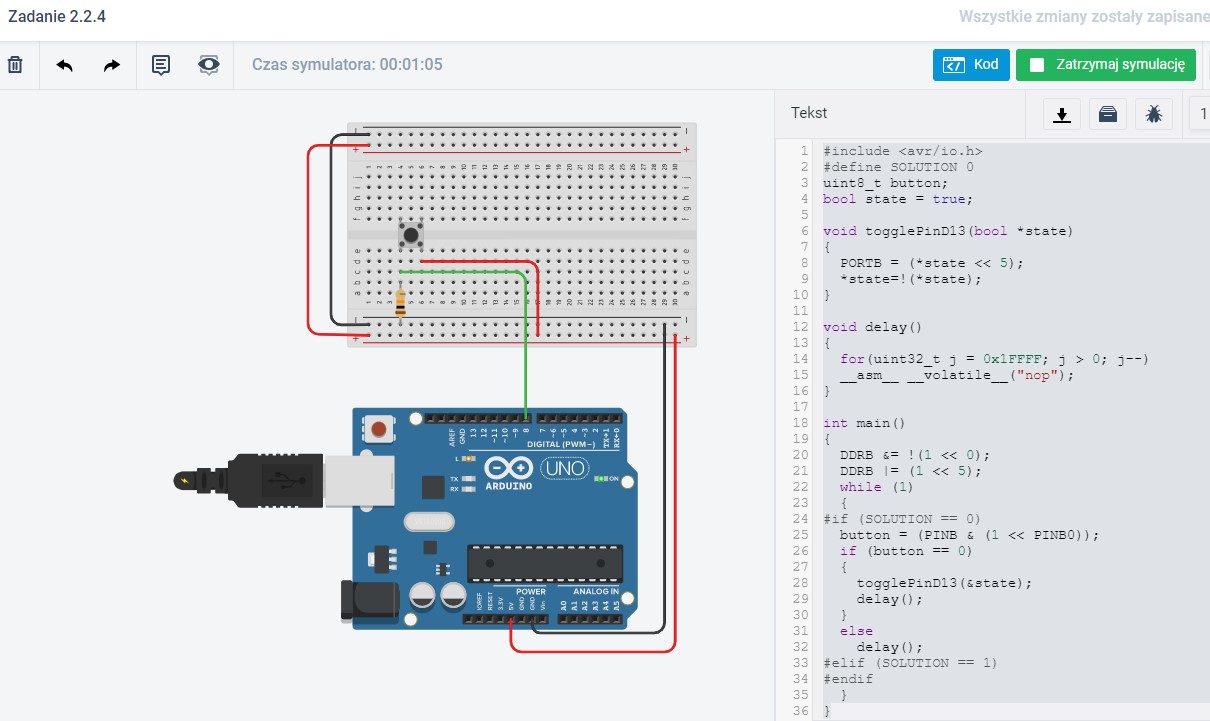 Zadanie 2.2.4
Wszystkie zmiany zostały zapisane
Czas symulatora: 00:01:05
Kod
Zatrzymaj symulację
Tekst
1
1 #include <avr/io.h>
2 #define SOLUTION 0
3 uint8_t button;
4 bool state = true;
5
6 void togglePinD13(bool *state)
7 {
8 PORTB = (*state << 5);
9 *state=!(*state);
10 }
11
12 void delay()
13 {
14 for(uint32_t j = 0x1FFFF; j > 0; j--)
15 __asm__ __volatile__("nop");
16 }
17
18 int main()
19 {
20 DDRB &= !(1 << 0);
21 DDRB |= (1 << 5);
22 while (1)
23 {
24 #if (SOLUTION == 0)
25 button = (PINB & (1 << PINB0));
26 if (button == 0)
27 {
28 togglePinD13(&state);
29 delay();
30 }
31 else
32 delay();
33 #elif (SOLUTION == 1)
34 #endif
35 }
36 }
AREF
GND
13
12
~11
~10
~9
8
7
~6
~5
4
~3
2
TX→1
RX←0
DIGITAL (PWM~)
L
TX
RX
UNO
ARDUINO
ON
POWER
ANALOG IN
IOREF
RESET
3.3V
5V
GND
GND
Vin
A0
A1
A2
A3
A4
A5